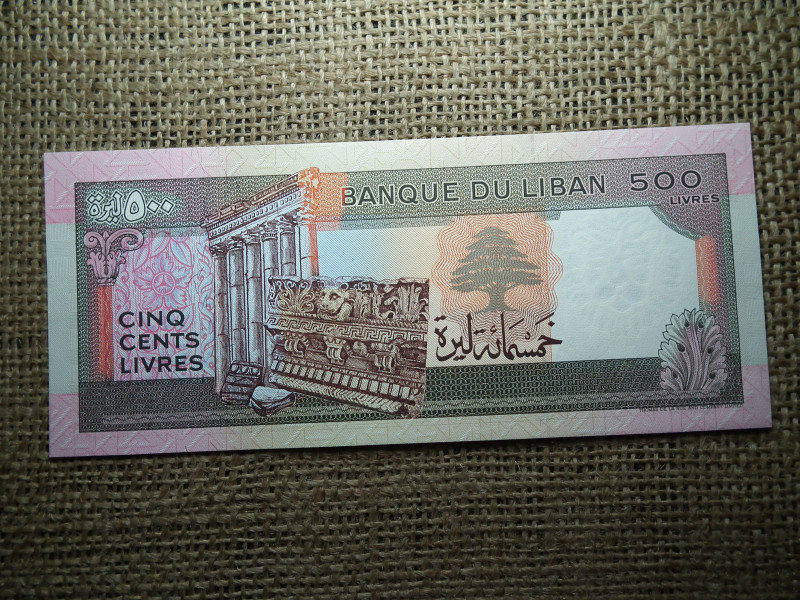 BANQUE DU LIBAN 500
LIVRES
٥٠٠ ليرة
CINQ
CENTS
LIVRES
خمسمائة ليرة